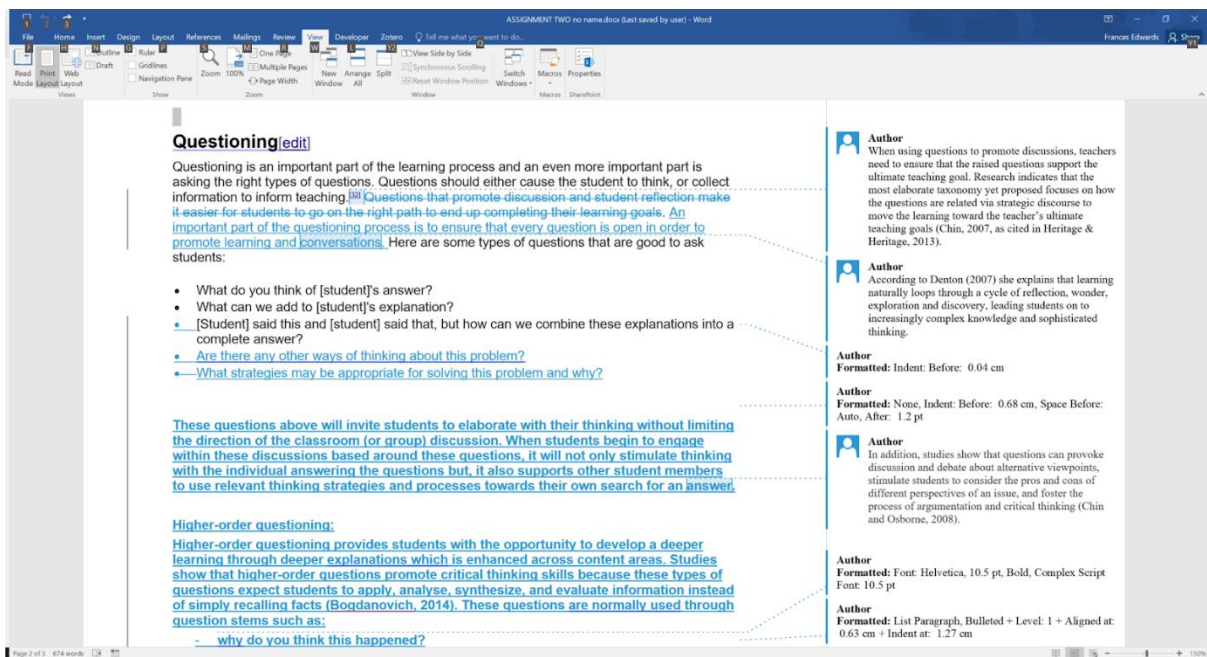 ASSIGNMENT TWO no name.docx (Last saved by user) - Word
File Home Insert Design Layout References Mailings Review View Developer Zotero Tell me what you want to do... Frances Edwards Share
Read Mode
Print Layout
Web Layout
Outline
Draft
Views
Ruler
Gridlines
Navigation Pane
Show
Zoom
100%
One Page
Multiple Pages
Page Width
Zoom
New Window
Arrange All
Split
View Side by Side
Synchronous Scrolling
Reset Window Position
Window
Switch Windows
Macros
Macros
Properties
SharePoint
Questioning[edit]
Questioning is an important part of the learning process and an even more important part is
asking the right types of questions. Questions should either cause the student to think, or collect
information to inform teaching.[32] Questions that promote discussion and student reflection make
it easier for students to go on the right path to end up completing their learning goals. An
important part of the questioning process is to ensure that every question is open in order to
promote learning and conversations. Here are some types of questions that are good to ask
students:
• What do you think of [student]'s answer?
• What can we add to [student]'s explanation?
• [Student] said this and [student] said that, but how can we combine these explanations into a
complete answer?
• Are there any other ways of thinking about this problem?
• What strategies may be appropriate for solving this problem and why?
These questions above will invite students to elaborate with their thinking without limiting
the direction of the classroom (or group) discussion. When students begin to engage
within these discussions based around these questions, it will not only stimulate thinking
with the individual answering the questions but, it also supports other student members
to use relevant thinking strategies and processes towards their own search for an answer.
Higher-order questioning:
Higher-order questioning provides students with the opportunity to develop a deeper
learning through deeper explanations which is enhanced across content areas. Studies
show that higher-order questions promote critical thinking skills because these types of
questions expect students to apply, analyse, synthesize, and evaluate information instead
of simply recalling facts (Bogdanovich, 2014). These questions are normally used through
question stems such as:
- why do you think this happened?
Author
When using questions to promote discussions, teachers
need to ensure that the raised questions support the
ultimate teaching goal. Research indicates that the
most elaborate taxonomy yet proposed focuses on how
the questions are related via strategic discourse to
move the learning toward the teacher's ultimate
teaching goals (Chin, 2007, as cited in Heritage &
Heritage, 2013).
Author
According to Denton (2007) she explains that learning
naturally loops through a cycle of reflection, wonder,
exploration and discovery, leading students on to
increasingly complex knowledge and sophisticated
thinking.
Author
Formatted: Indent: Before: 0.04 cm
Author
Formatted: None, Indent: Before: 0.68 cm, Space Before:
Auto, After: 1.2 pt
Author
In addition, studies show that questions can provoke
discussion and debate about alternative viewpoints,
stimulate students to consider the pros and cons of
different perspectives of an issue, and foster the
process of argumentation and critical thinking (Chin
and Osborne, 2008).
Author
Formatted: Font: Helvetica, 10.5 pt, Bold, Complex Script
Font: 10.5 pt
Author
Formatted: List Paragraph, Bulleted + Level: 1 + Aligned at:
0.63 cm + Indent at: 1.27 cm
Page 2 of 3 674 words 150%